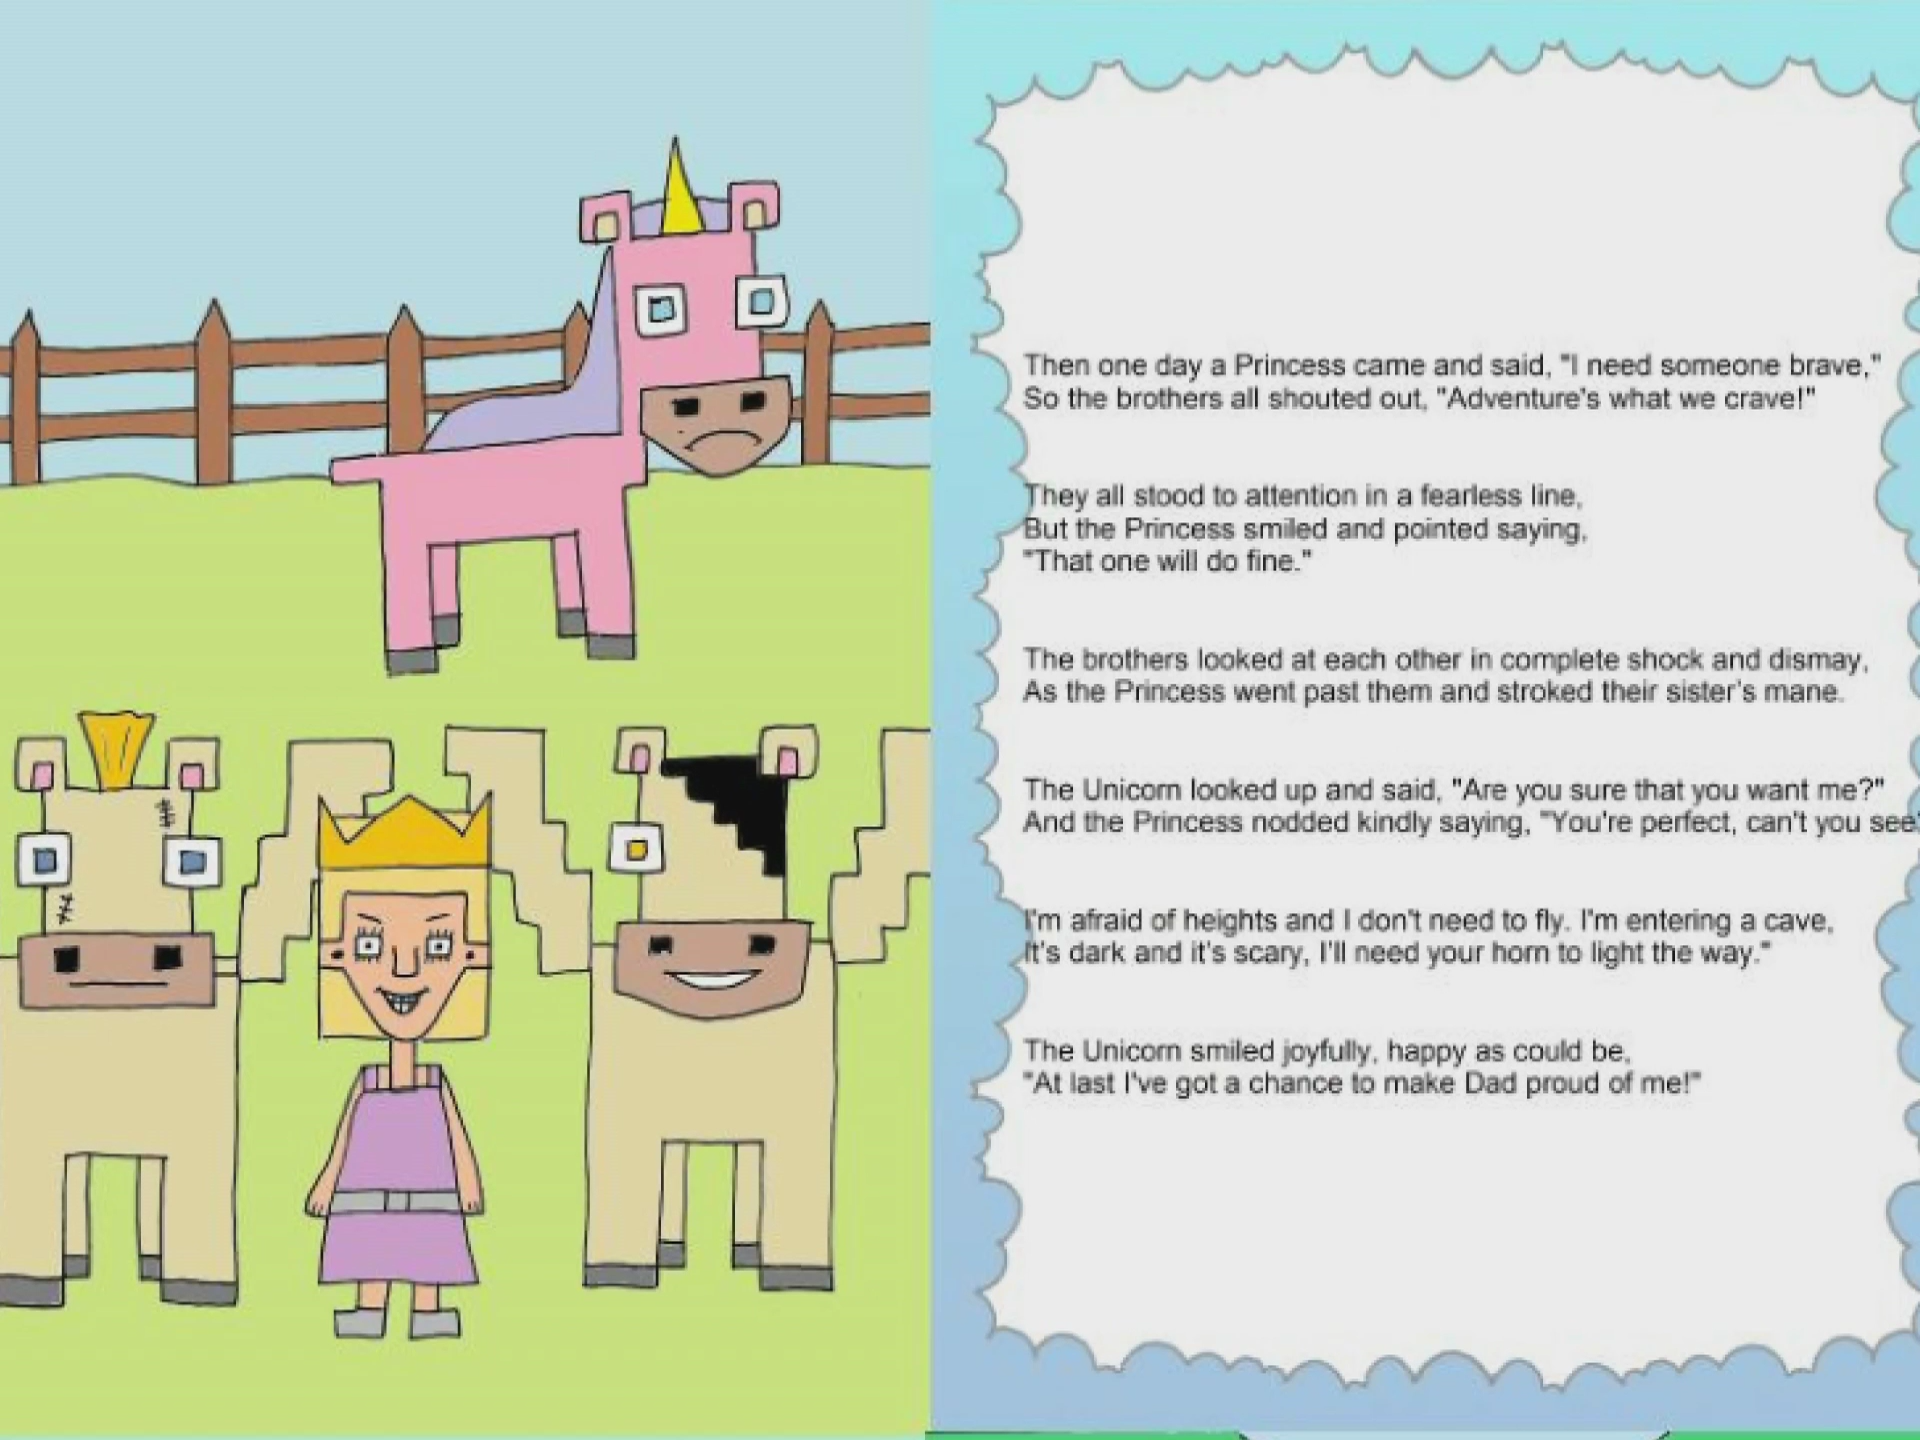 Then one day a Princess came and said, "I need someone brave,"
So the brothers all shouted out, "Adventure's what we crave!"
They all stood to attention in a fearless line,
But the Princess smiled and pointed saying,
"That one will do fine."
The brothers looked at each other in complete shock and dismay,
As the Princess went past them and stroked their sister's mane.
The Unicorn looked up and said, "Are you sure that you want me?"
And the Princess nodded kindly saying, "You're perfect, can't you see
I'm afraid of heights and I don't need to fly. I'm entering a cave,
It's dark and it's scary, I'll need your horn to light the way."
The Unicorn smiled joyfully, happy as could be,
"At last I've got a chance to make Dad proud of me!"